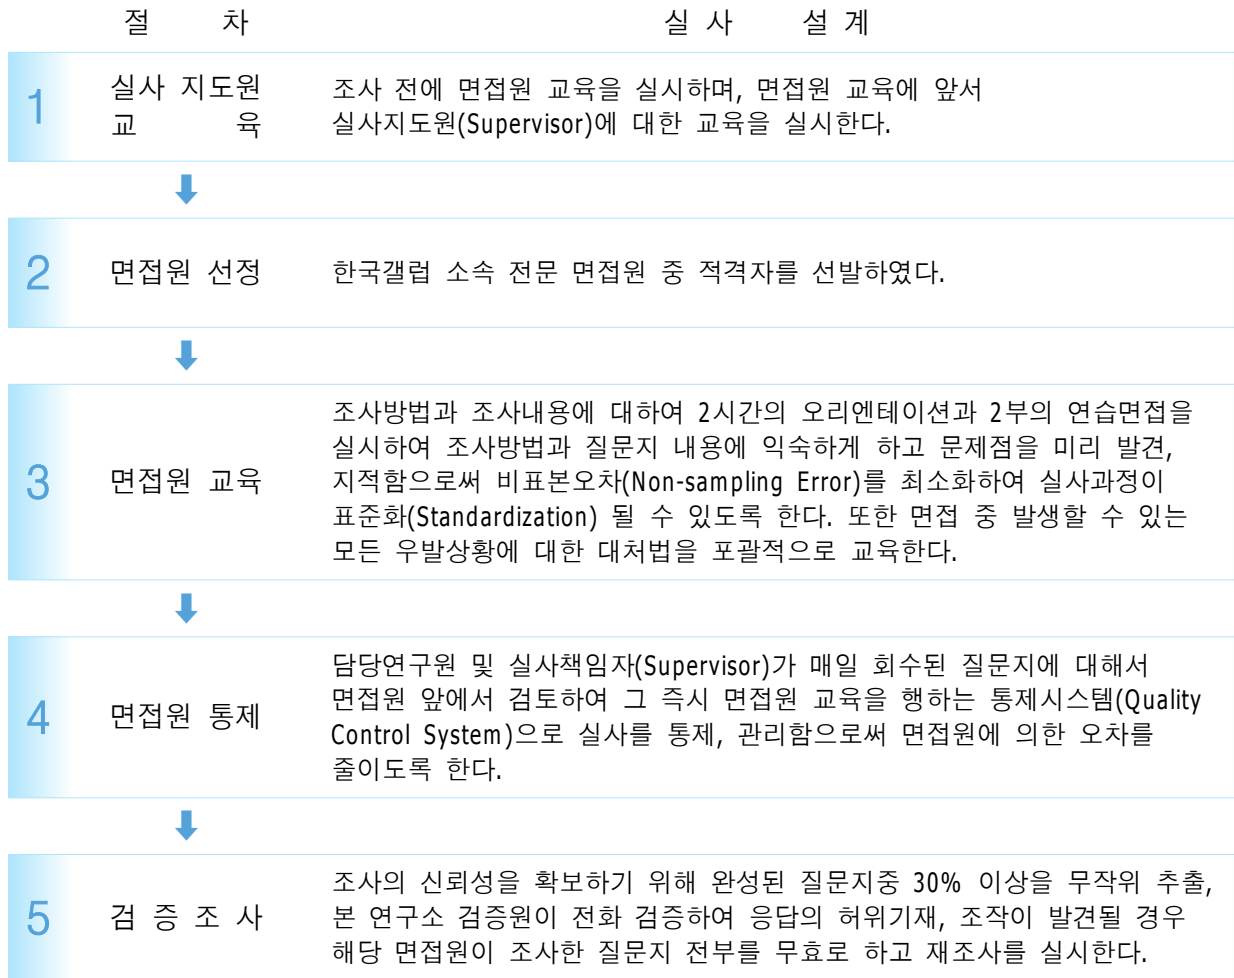 절 차 실 사 설 계
1
실사 지도원
교 육
조사 전에 면접원 교육을 실시하며, 면접원 교육에 앞서
실사지도원(Supervisor)에 대한 교육을 실시한다.
2
면접원 선정
한국갤럽 소속 전문 면접원 중 적격자를 선발하였다.
3
면접원 교육
조사방법과 조사내용에 대하여 2시간의 오리엔테이션과 2부의 연습면접을
실시하여 조사방법과 질문지 내용에 익숙하게 하고 문제점을 미리 발견,
지적함으로써 비표본오차(Non-sampling Error)를 최소화하여 실사과정이
표준화(Standardization) 될 수 있도록 한다. 또한 면접 중 발생할 수 있는
모든 우발상황에 대한 대처법을 포괄적으로 교육한다.
4
면접원 통제
담당연구원 및 실사책임자(Supervisor)가 매일 회수된 질문지에 대해서
면접원 앞에서 검토하여 그 즉시 면접원 교육을 행하는 통제시스템(Quality
Control System)으로 실사를 통제, 관리함으로써 면접원에 의한 오차를
줄이도록 한다.
5
검 증 조 사
조사의 신뢰성을 확보하기 위해 완성된 질문지중 30% 이상을 무작위 추출,
본 연구소 검증원이 전화 검증하여 응답의 허위기재, 조작이 발견될 경우
해당 면접원이 조사한 질문지 전부를 무효로 하고 재조사를 실시한다.